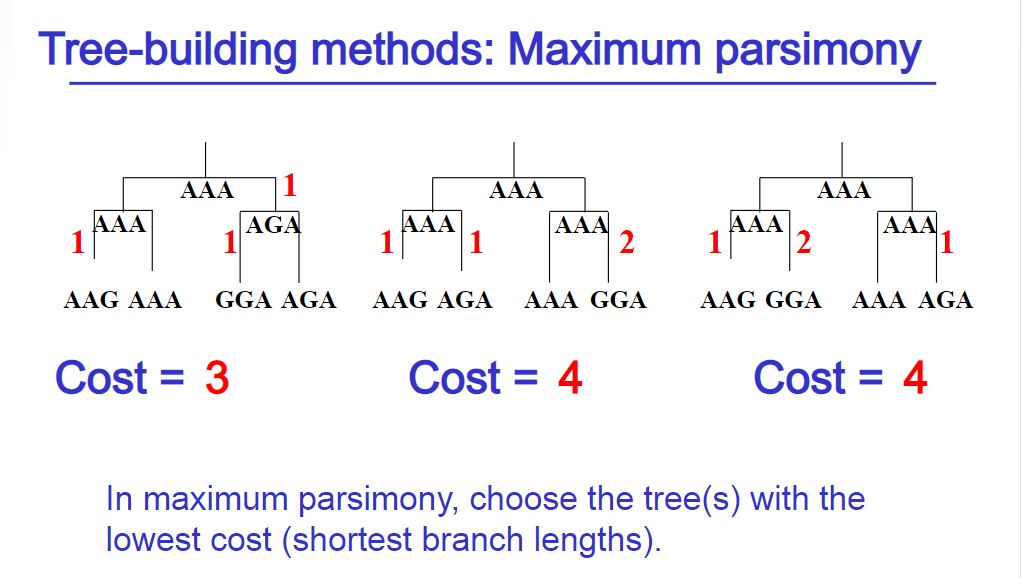 Tree-building methods: Maximum parsimony
AAA 1 AAA AAA
1 AAA 1 AGA 1 AAA 1 AAA 2 1 AAA 2 AAA 1
AAG AAA GGA AGA AAG AGA AAA GGA AAG GGA AAA AGA
Cost = 3 Cost = 4 Cost = 4
In maximum parsimony, choose the tree(s) with the
lowest cost (shortest branch lengths).